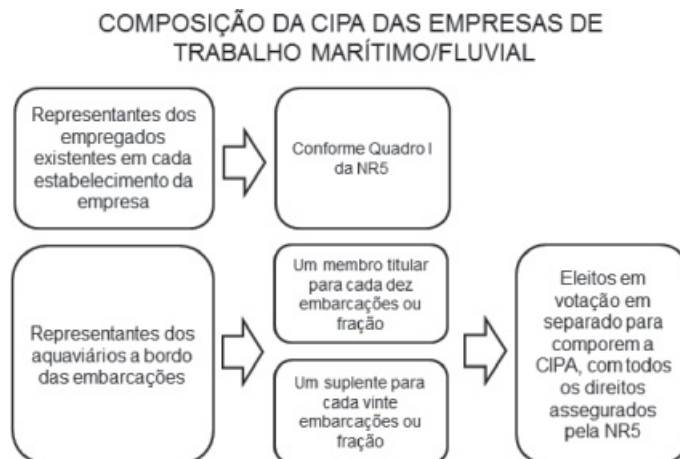 COMPOSIÇÃO DA CIPA DAS EMPRESAS DE
TRABALHO MARÍTIMO/FLUVIAL
Representantes dos
empregados
existentes em cada
estabelecimento da
empresa
Conforme Quadro I
da NR5
Representantes dos
aquaviários a bordo
das embarcações
Um membro titular
para cada dez
embarcações ou
fração
Um suplente para
cada vinte
embarcações ou
fração
Eleitos em
votação em
separado para
comporem a
CIPA, com todos
os direitos
assegurados
pela NR5